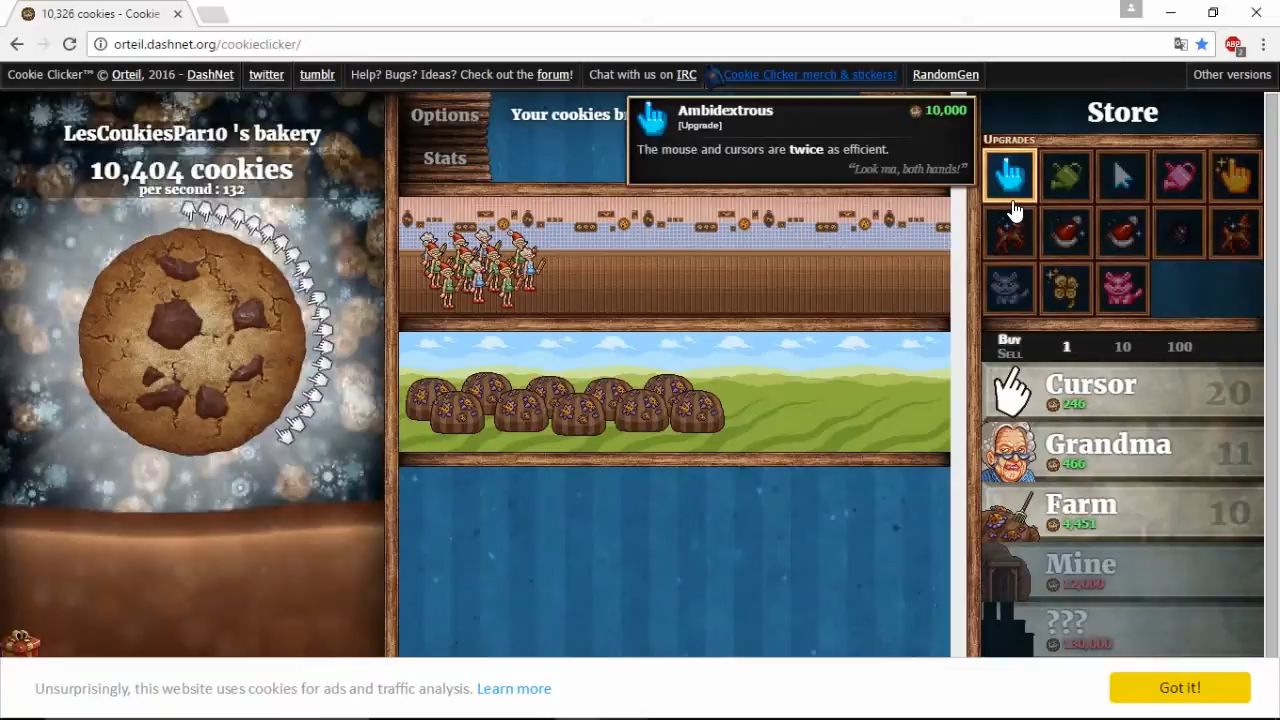 10,326 cookies - Cookie
orteil.dashnet.org/cookieclicker/
ABP
2
Cookie Clicker™ © Orteil, 2016 - DashNet
twitter
tumblr
Help? Bugs? Ideas? Check out the forum!
Chat with us on IRC
Cookie Clicker merch & stickers!
RandomGen
Other versions
LesCoukiesPar10 's bakery
10,404 cookies
per second : 132
Options
Stats
Your cookies b
Ambidextrous
10,000
[Upgrade]
The mouse and cursors are twice as efficient.
“Look ma, both hands!”
Store
Upgrades
Buy
Sell
1
10
100
Cursor
246
20
Grandma
466
11
Farm
4,451
10
Mine
12,000
???
130,000
Unsurprisingly, this website uses cookies for ads and traffic analysis. Learn more
Got it!